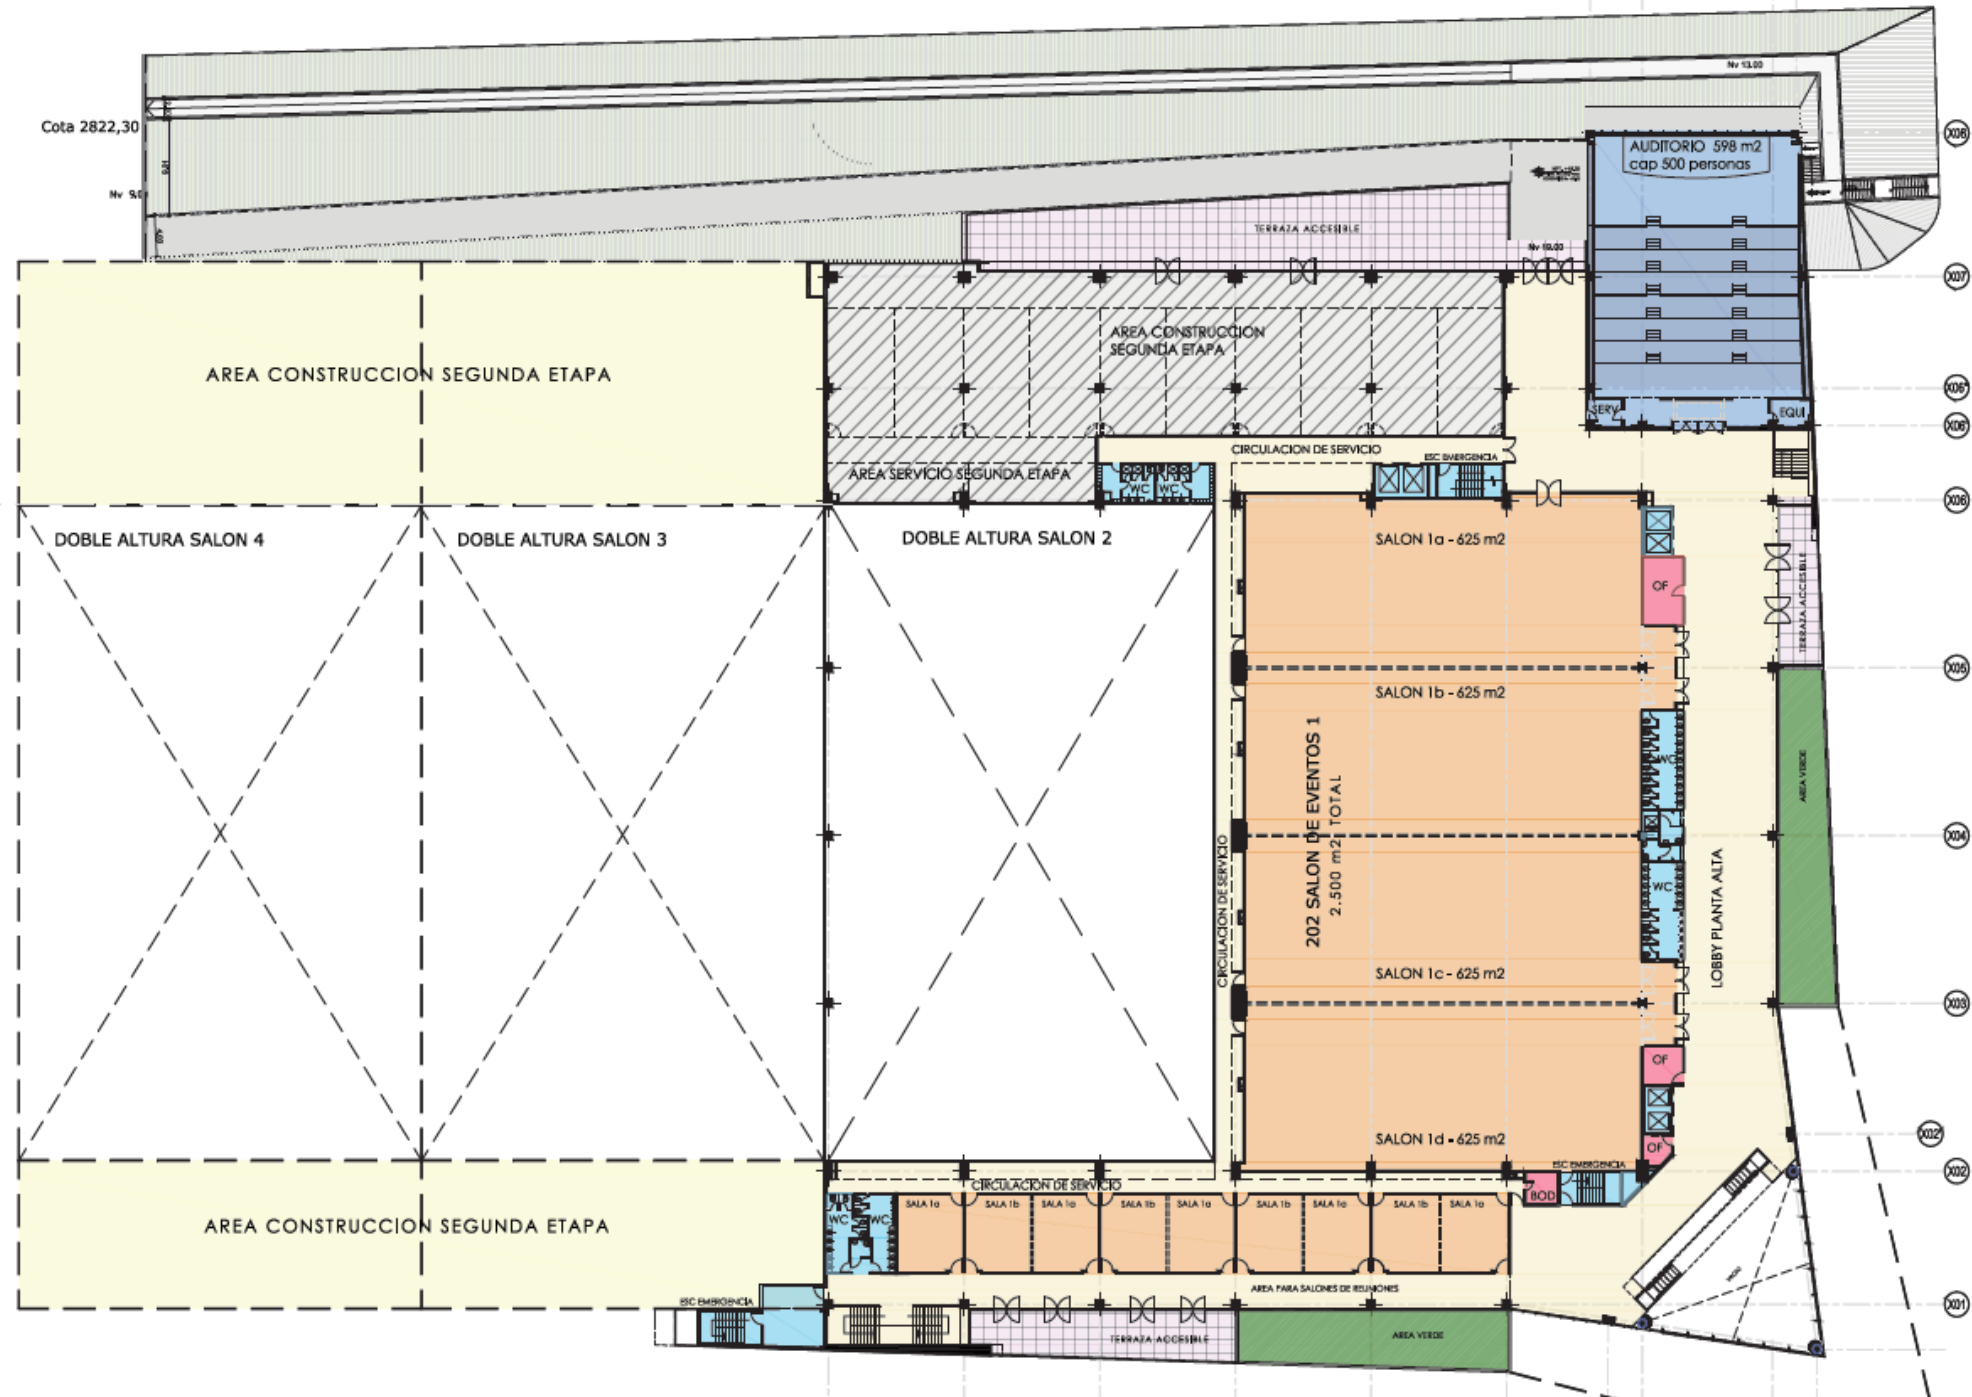 Nv 13.00
Cota 2822,30
X08
AUDITORIO 598 m2
cap 500 personas
Nv 9.0
TERRAZA ACCESIBLE
Nv 19.00
X07
AREA CONSTRUCCION
SEGUNDA ETAPA
AREA CONSTRUCCION SEGUNDA ETAPA
SERV
EQUI
CIRCULACION DE SERVICIO
ESC EMERGENCIA
AREA SERVICIO SEGUNDA ETAPA
WC
WC
X06
DOBLE ALTURA SALON 4
DOBLE ALTURA SALON 3
DOBLE ALTURA SALON 2
SALON 1a - 625 m2
OF
TERRAZA ACCESIBLE
X05
SALON 1b - 625 m2
202 SALON DE EVENTOS 1
2.500 m2 TOTAL
WC
AREA VERDE
X04
CIRCULACION DE SERVICIO
WC
LOBBY PLANTA ALTA
SALON 1c - 625 m2
X03
OF
SALON 1d - 625 m2
OF
X02'
ESC EMERGENCIA
X02
CIRCULACION DE SERVICIO
BOD
WC
WC
SALA 1a
SALA 1b
SALA 1a
SALA 1b
SALA 1a
SALA 1b
SALA 1a
SALA 1b
SALA 1a
AREA CONSTRUCCION SEGUNDA ETAPA
AREA PARA SALONES DE REUNIONES
ESC EMERGENCIA
X01
TERRAZA ACCESIBLE
AREA VERDE